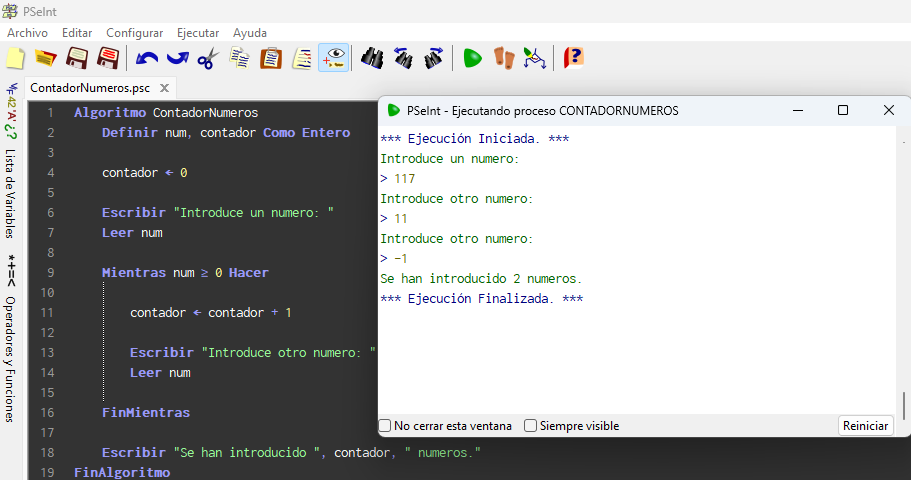 PSeInt
Archivo Editar Configurar Ejecutar Ayuda
ContadorNumeros.psc
Lista de Variables
Operadores y Funciones
1 Algoritmo ContadorNumeros
2 Definir num, contador Como Entero
3
4 contador ← 0
5
6 Escribir "Introduce un numero: "
7 Leer num
8
9 Mientras num ≥ 0 Hacer
10
11 contador ← contador + 1
12
13 Escribir "Introduce otro numero: "
14 Leer num
15
16 FinMientras
17
18 Escribir "Se han introducido ", contador, " numeros."
19 FinAlgoritmo
PSeInt - Ejecutando proceso CONTADORNUMEROS
*** Ejecución Iniciada. ***
Introduce un numero:
> 117
Introduce otro numero:
> 11
Introduce otro numero:
> -1
Se han introducido 2 numeros.
*** Ejecución Finalizada. ***
No cerrar esta ventana Siempre visible Reiniciar